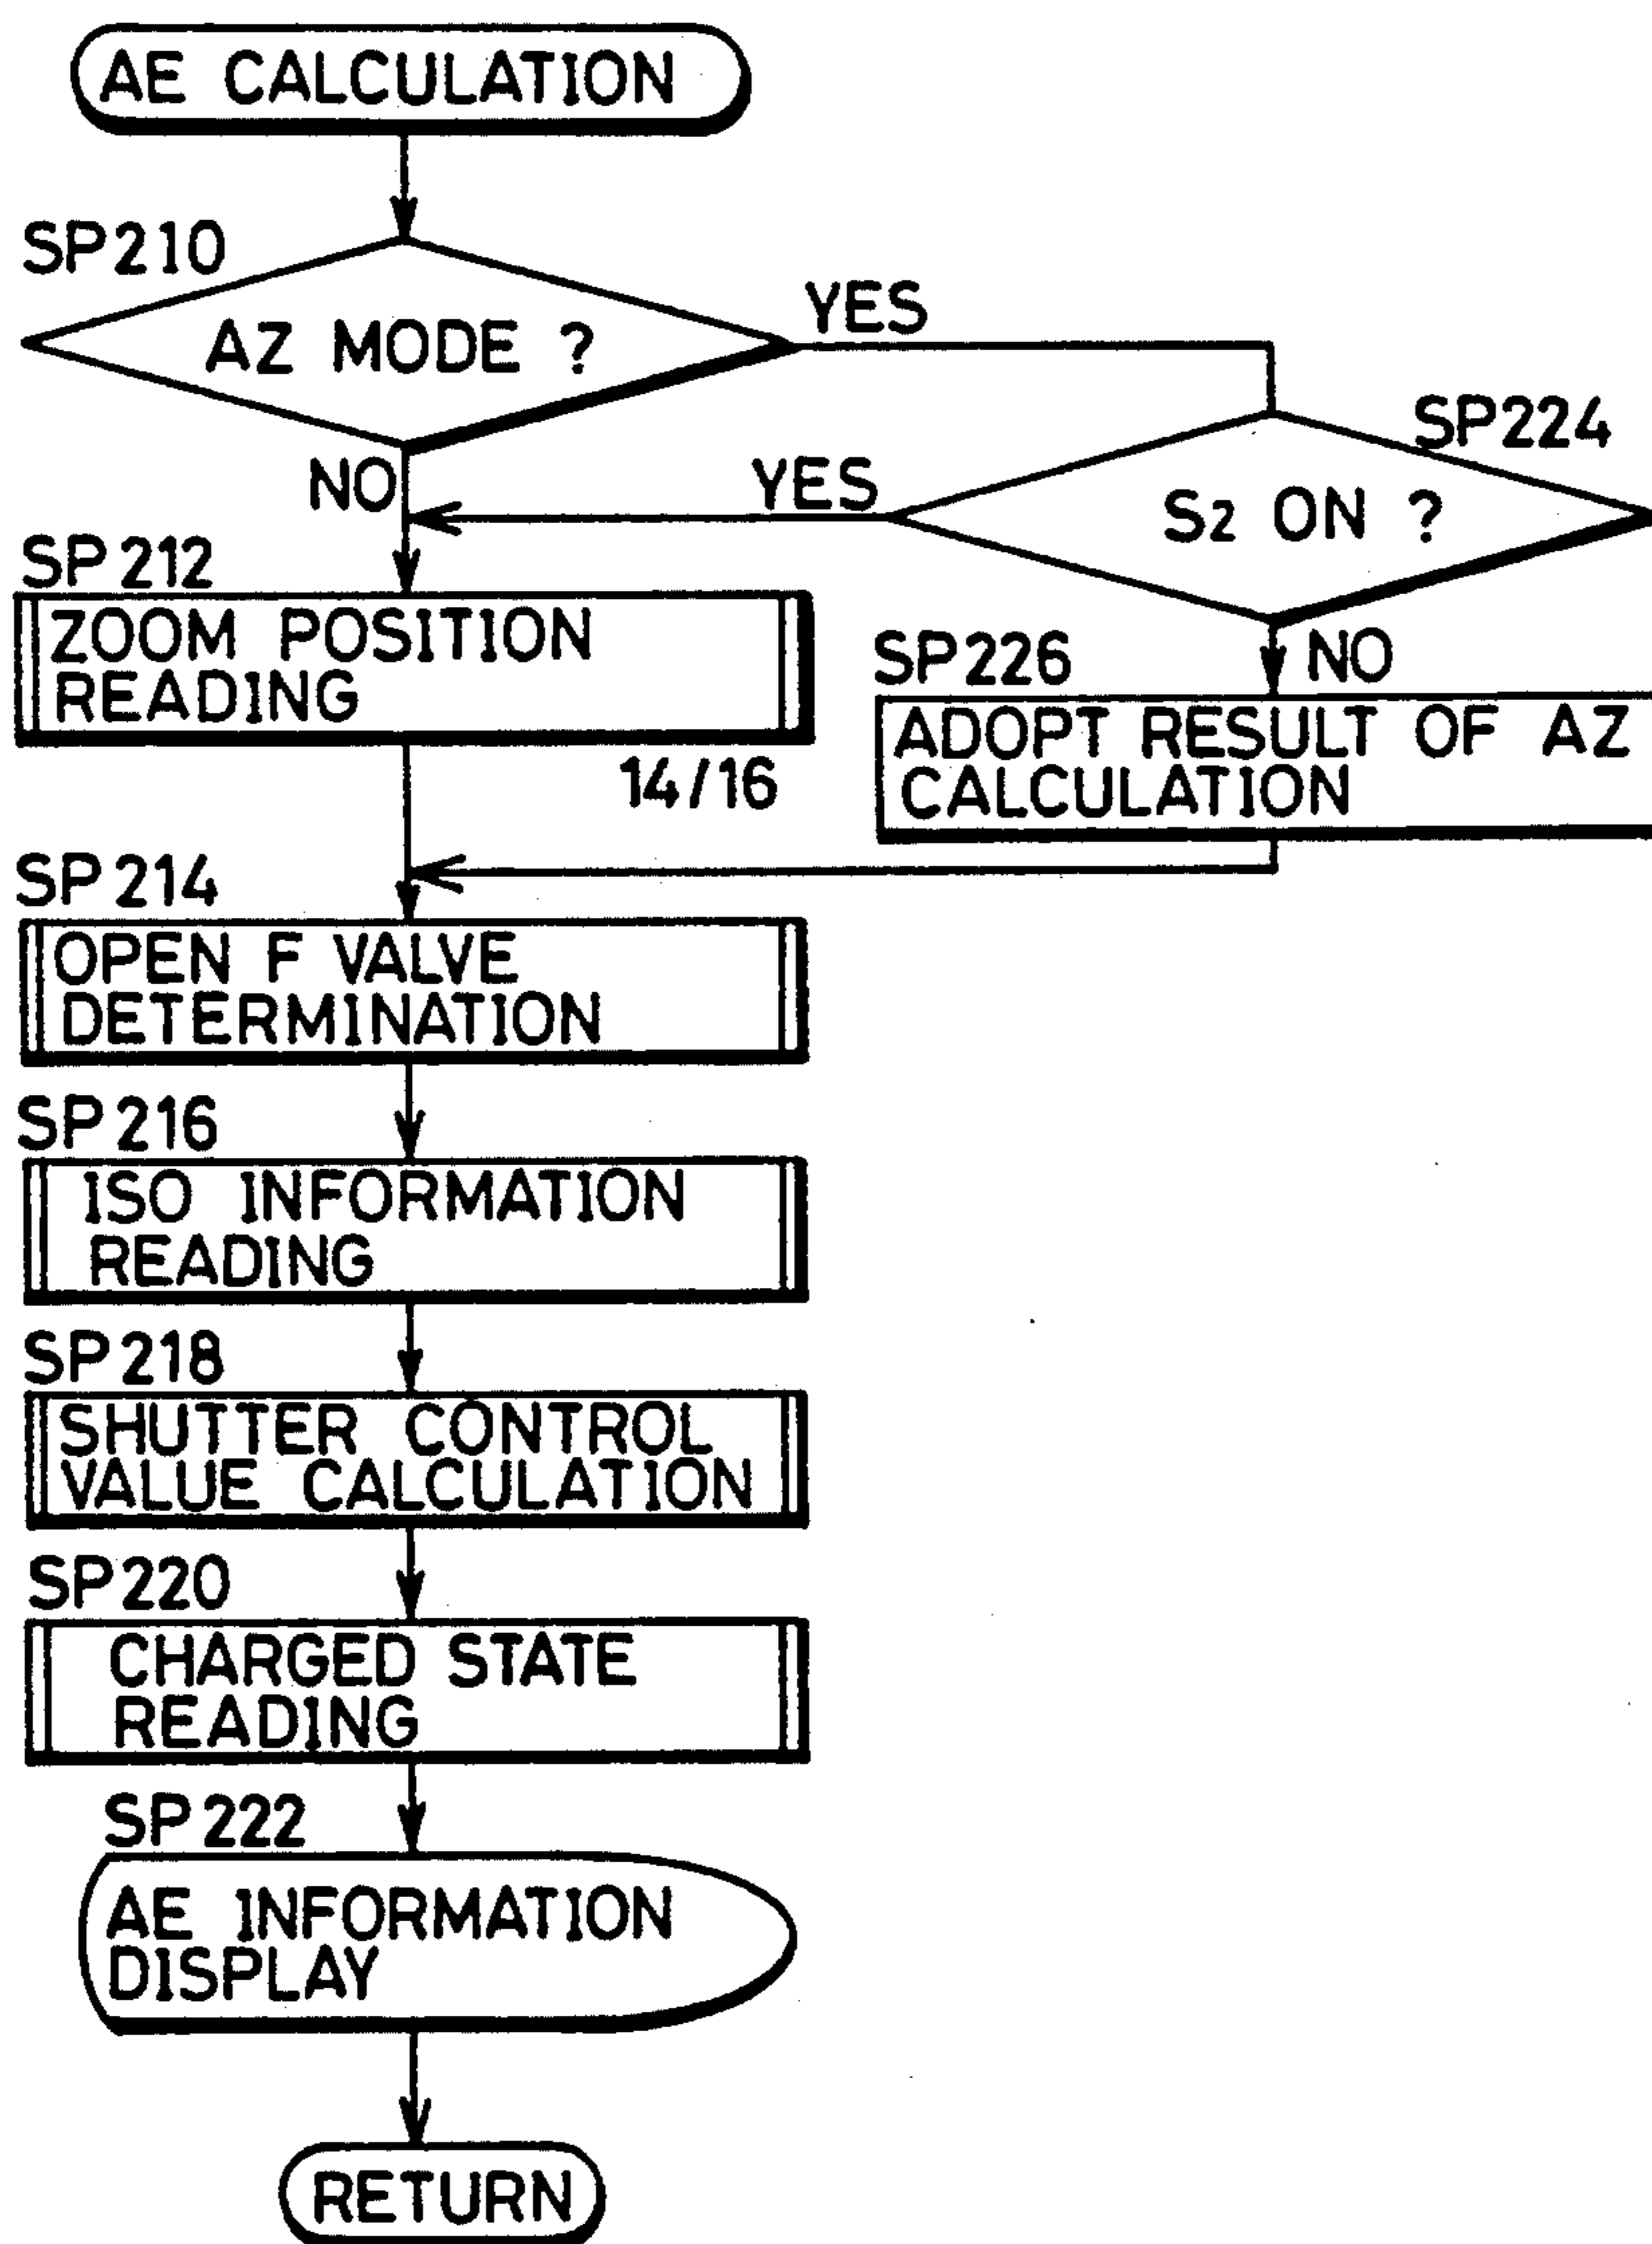 AE CALCULATION
SP210
AZ MODE ?
YES
NO
SP224
S2 ON ?
YES
NO
SP212
ZOOM POSITION
READING
14/16
SP226
ADOPT RESULT OF AZ
CALCULATION
SP214
OPEN F VALVE
DETERMINATION
SP216
ISO INFORMATION
READING
SP218
SHUTTER CONTROL
VALUE CALCULATION
SP220
CHARGED STATE
READING
SP222
AE INFORMATION
DISPLAY
RETURN